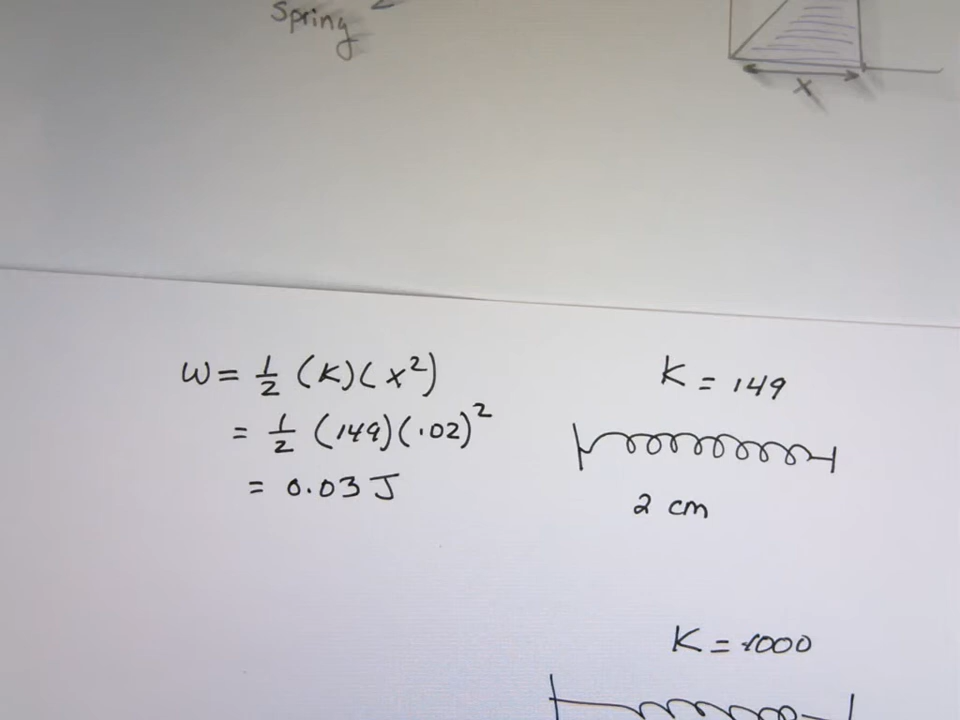 Spring
x
W = 1/2 (K)(x²)
= 1/2 (149)(.02)²
= 0.03 J
K = 149
2 cm
K = 1000